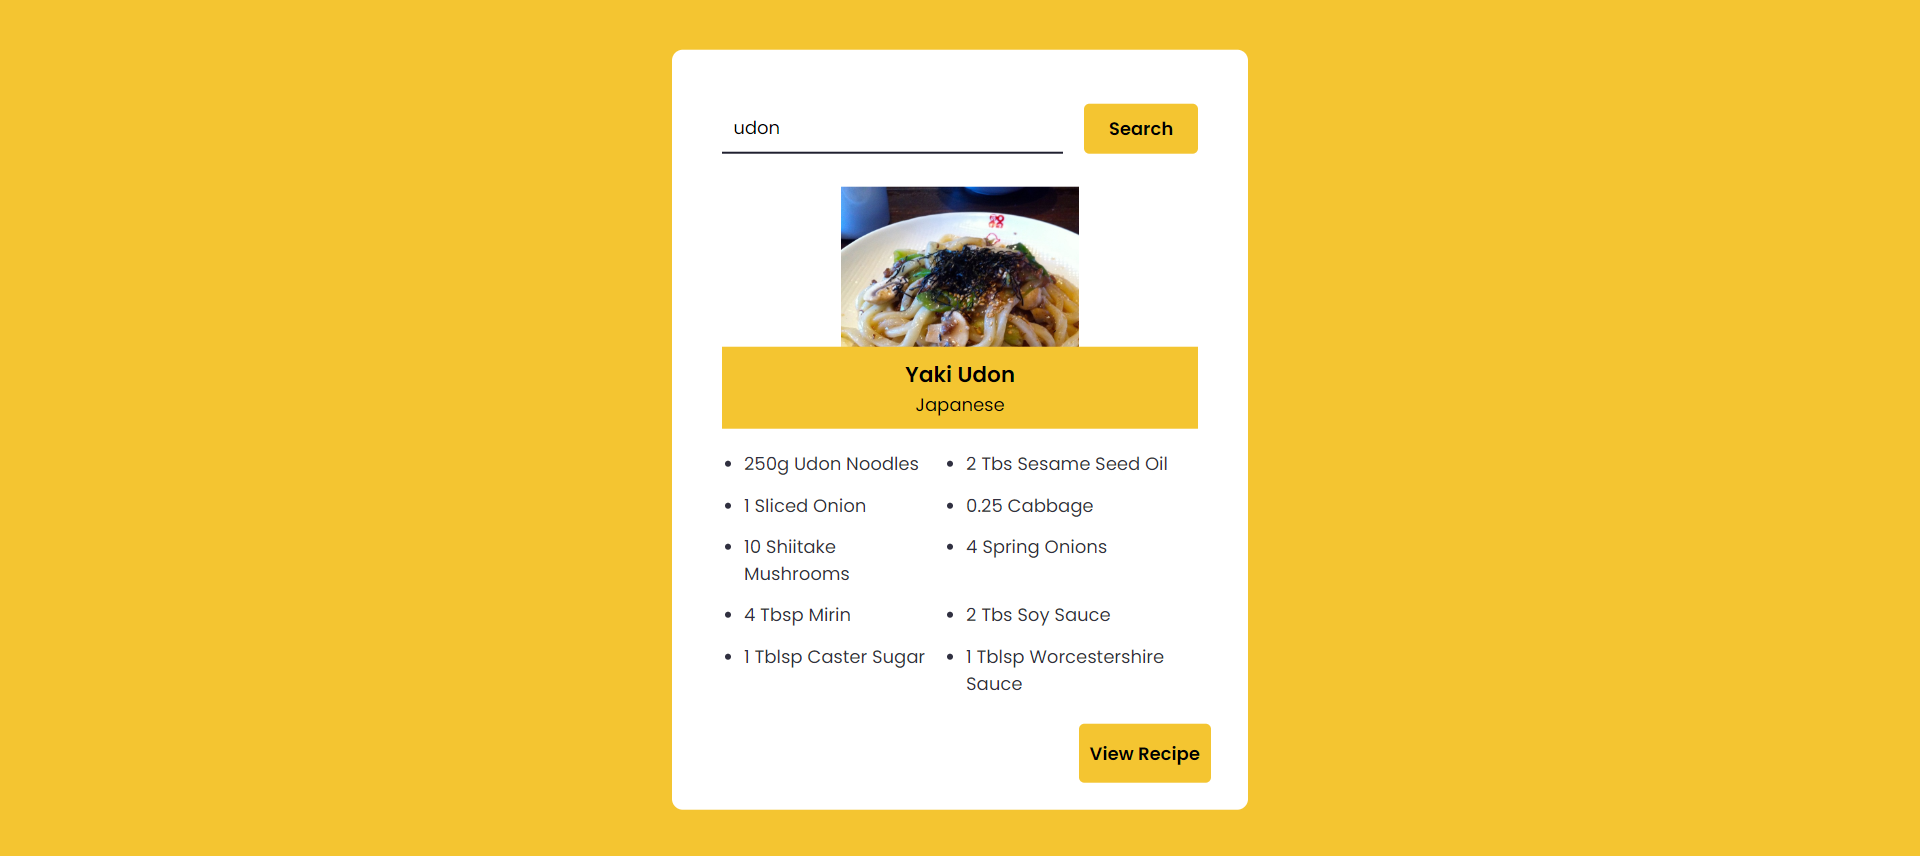 udon
Search
Yaki Udon
Japanese
250g Udon Noodles
2 Tbs Sesame Seed Oil
1 Sliced Onion
0.25 Cabbage
10 Shiitake
Mushrooms
4 Spring Onions
4 Tbsp Mirin
2 Tbs Soy Sauce
1 Tblsp Caster Sugar
1 Tblsp Worcestershire
Sauce
View Recipe